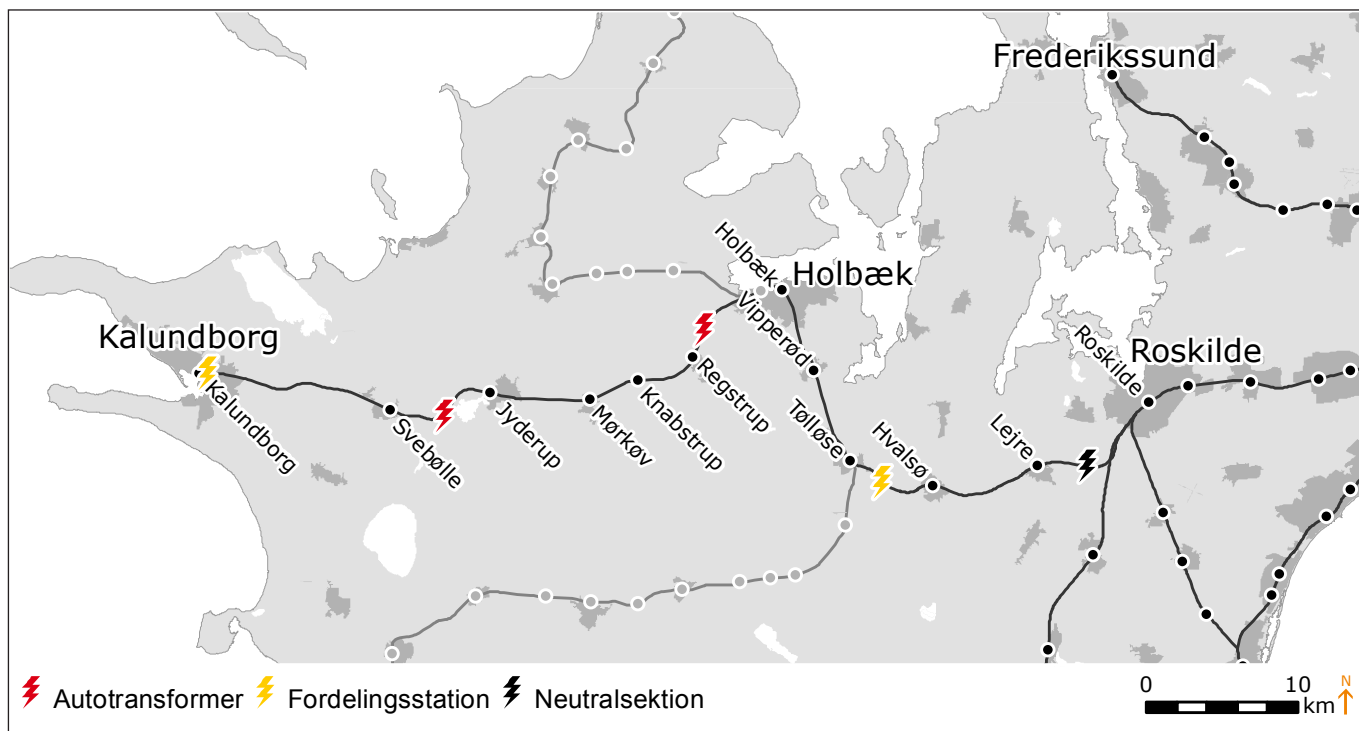 Frederikssund
Holbæk
Holbæk
Vipperød
Kalundborg
Roskilde
Roskilde
Kalundborg
Svebølle
Jyderup
Mørkøv
Knabstrup
Regstrup
Tølløse
Hvalsø
Lejre
Autotransformer
Fordelingsstation
Neutralsektion
0 10
km
N